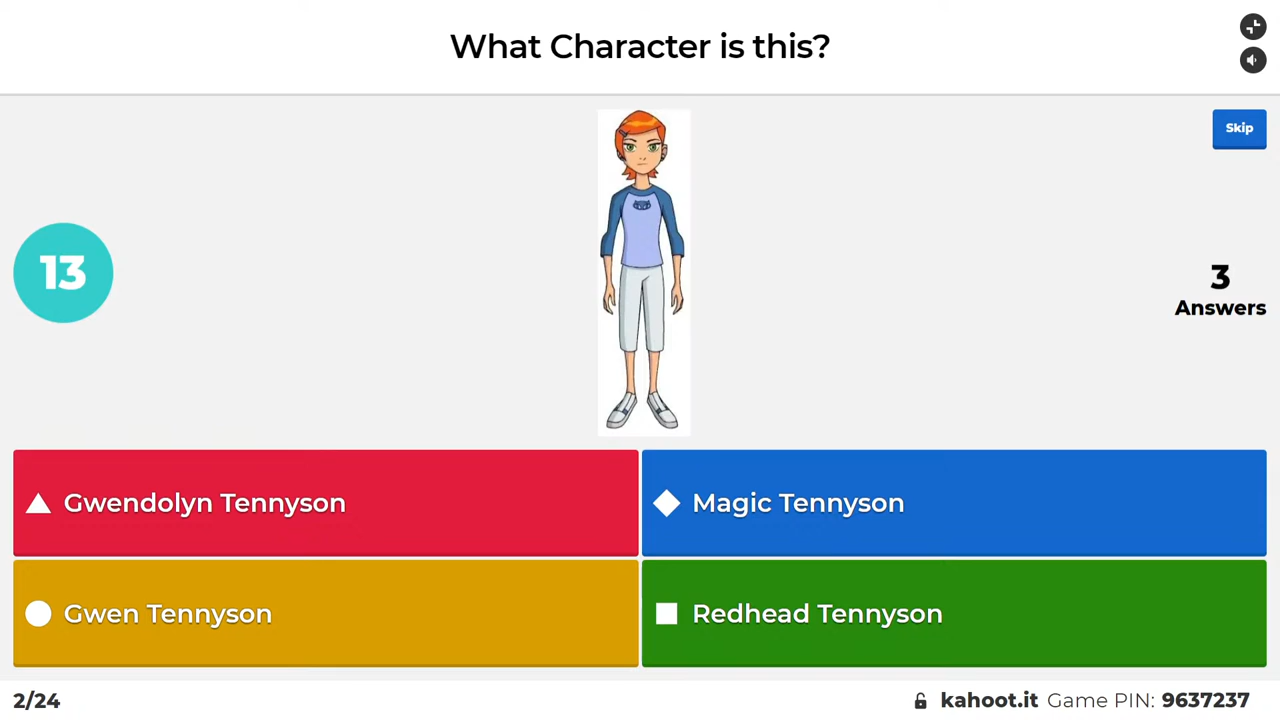 What Character is this?
Skip
13
3
Answers
Gwendolyn Tennyson
Magic Tennyson
Gwen Tennyson
Redhead Tennyson
2/24
kahoot.it Game PIN: 9637237